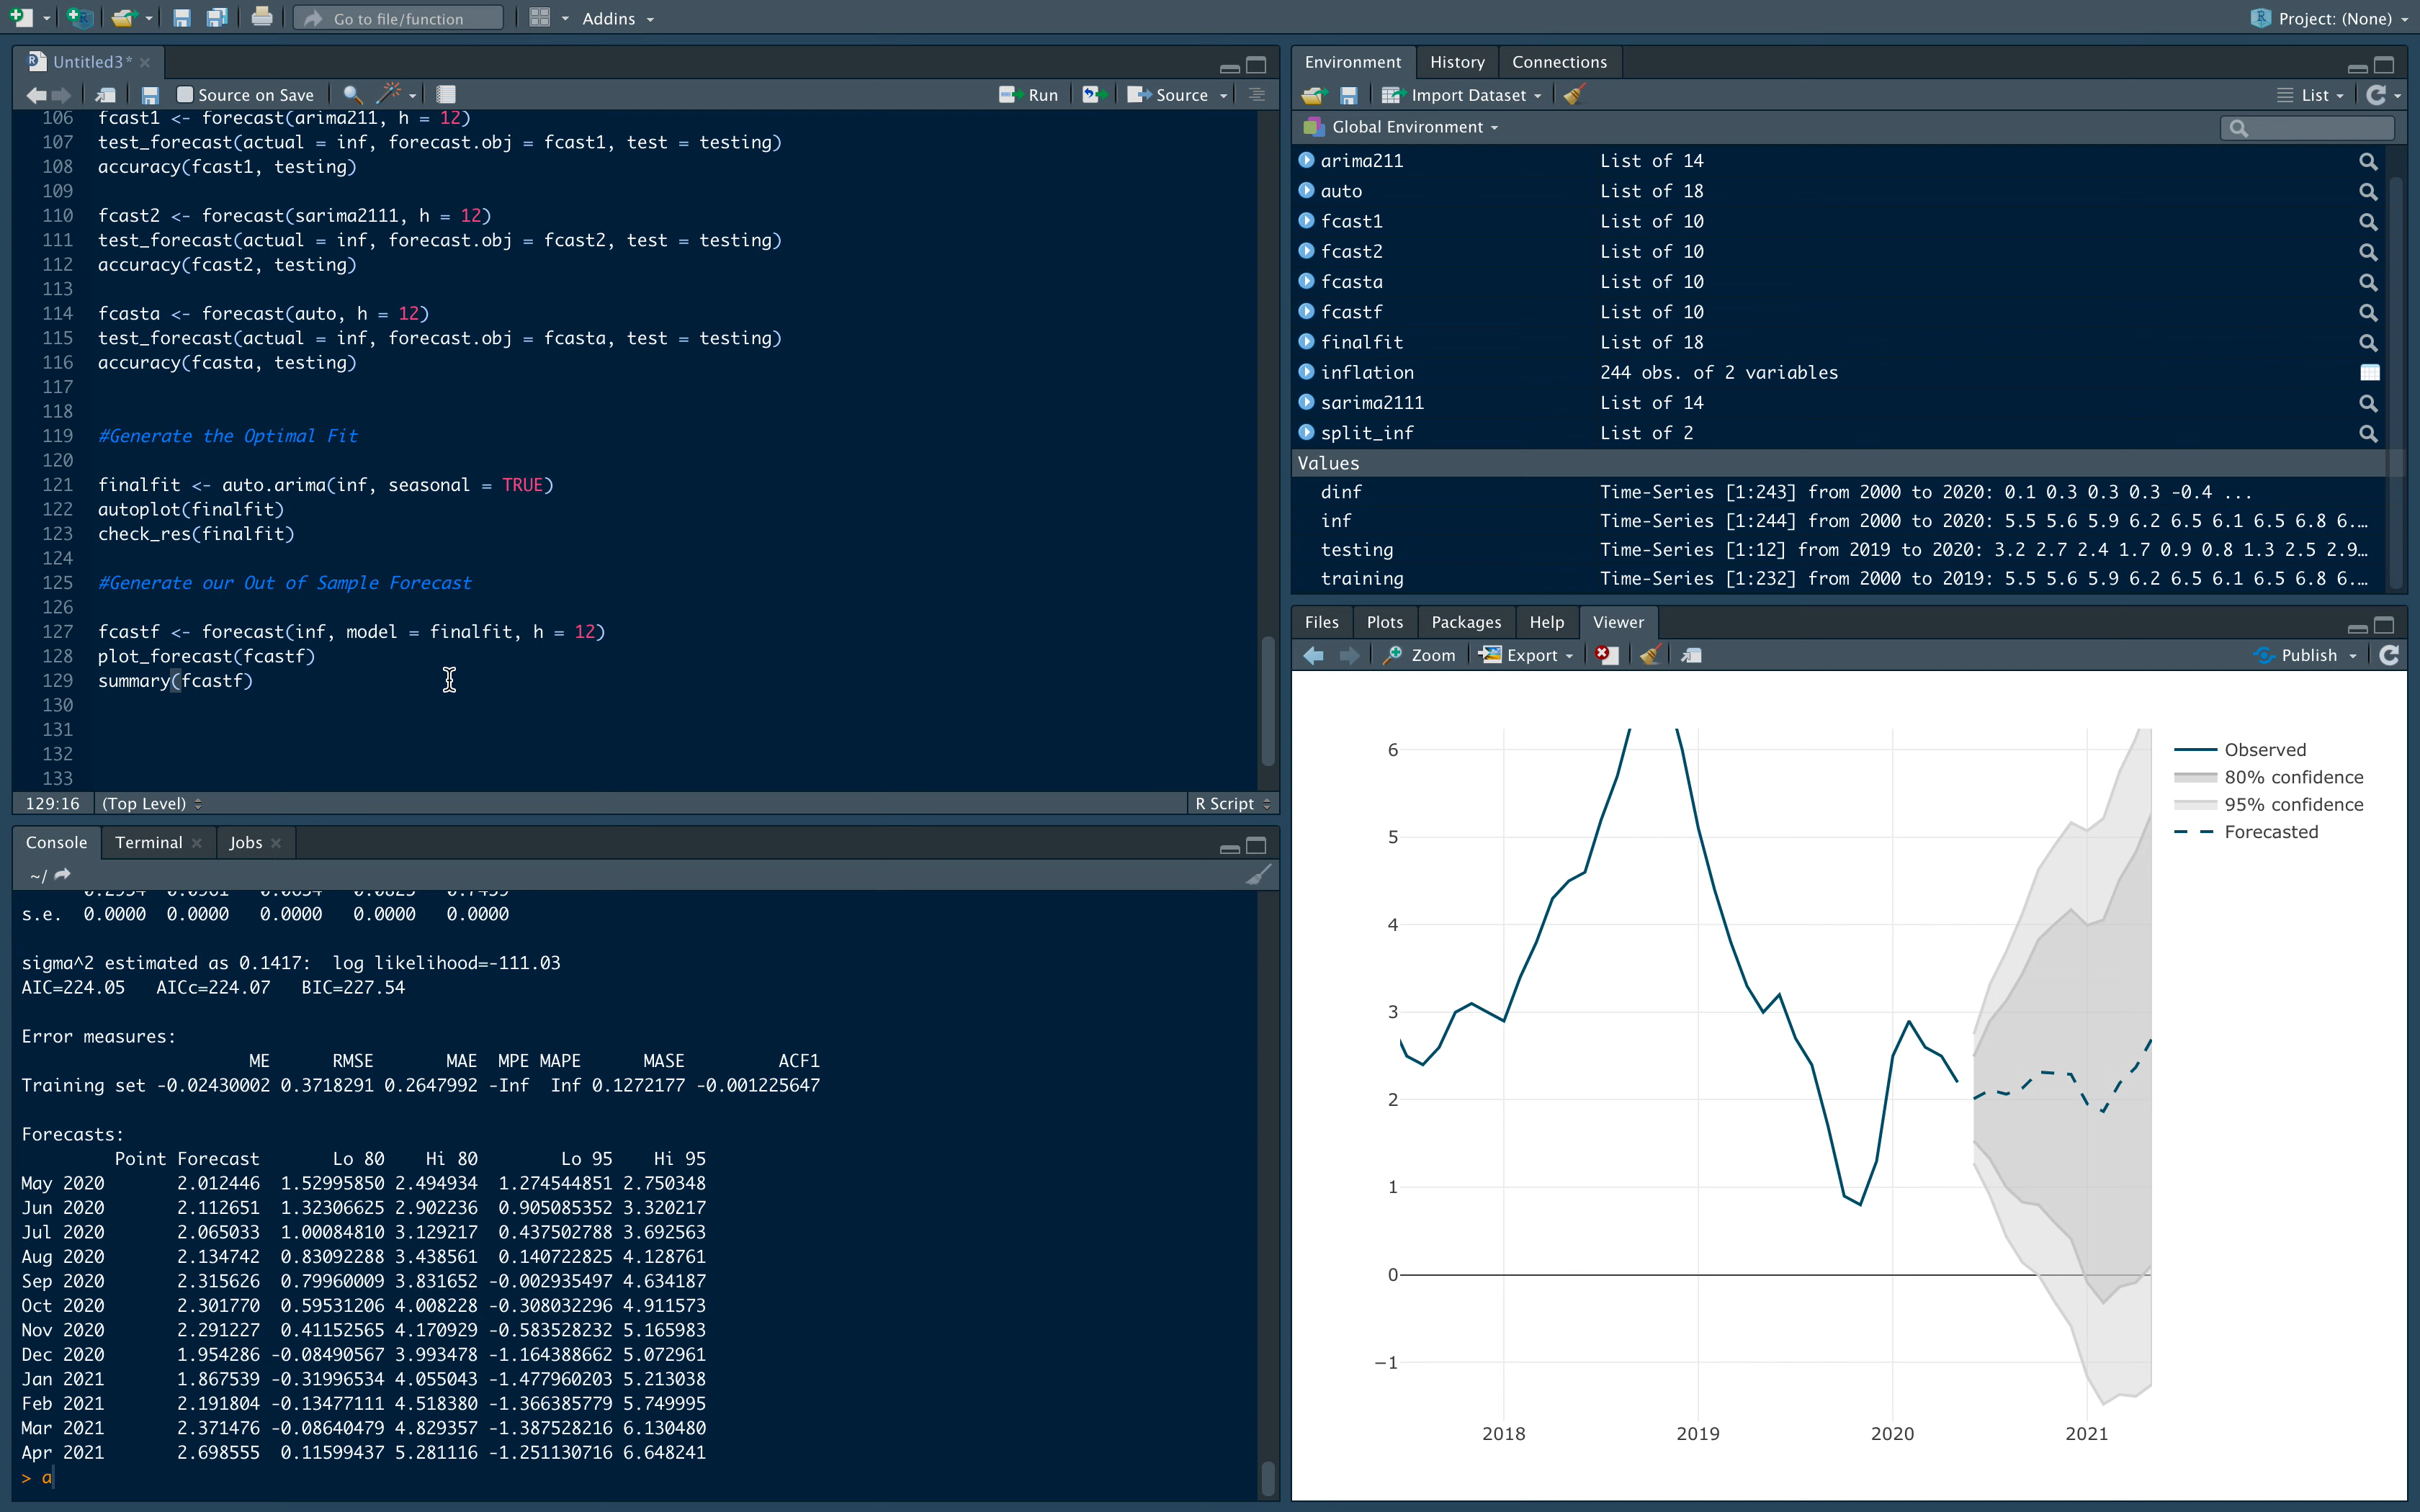 Go to file/function
Addins
Project: (None)
Untitled3*
Source on Save
Run
Source
106 fcast1 <- forecast(arima211, h = 12)
107 test_forecast(actual = inf, forecast.obj = fcast1, test = testing)
108 accuracy(fcast1, testing)
109
110 fcast2 <- forecast(sarima2111, h = 12)
111 test_forecast(actual = inf, forecast.obj = fcast2, test = testing)
112 accuracy(fcast2, testing)
113
114 fcasta <- forecast(auto, h = 12)
115 test_forecast(actual = inf, forecast.obj = fcasta, test = testing)
116 accuracy(fcasta, testing)
117
118
119 #Generate the Optimal Fit
120
121 finalfit <- auto.arima(inf, seasonal = TRUE)
122 autoplot(finalfit)
123 check_res(finalfit)
124
125 #Generate our Out of Sample Forecast
126
127 fcastf <- forecast(inf, model = finalfit, h = 12)
128 plot_forecast(fcastf)
129 summary(fcastf)
130
131
132
133
129:16 (Top Level) R Script
Console Terminal Jobs
~/
s.e. 0.0000 0.0000 0.0000 0.0000 0.0000
sigma^2 estimated as 0.1417: log likelihood=-111.03
AIC=224.05 AICc=224.07 BIC=227.54
Error measures:
ME RMSE MAE MPE MAPE MASE ACF1
Training set -0.02430002 0.3718291 0.2647992 -Inf Inf 0.1272177 -0.001225647
Forecasts:
Point Forecast Lo 80 Hi 80 Lo 95 Hi 95
May 2020 2.012446 1.52995850 2.494934 1.274544851 2.750348
Jun 2020 2.112651 1.32306625 2.902236 0.905085352 3.320217
Jul 2020 2.065033 1.00084810 3.129217 0.437502788 3.692563
Aug 2020 2.134742 0.83092288 3.438561 0.140722825 4.128761
Sep 2020 2.315626 0.79960009 3.831652 -0.002935497 4.634187
Oct 2020 2.301770 0.59531206 4.008228 -0.308032296 4.911573
Nov 2020 2.291227 0.41152565 4.170929 -0.583528232 5.165983
Dec 2020 1.954286 -0.08490567 3.993478 -1.164388662 5.072961
Jan 2021 1.867539 -0.31996534 4.055043 -1.477960203 5.213038
Feb 2021 2.191804 -0.13477111 4.518380 -1.366385779 5.749995
Mar 2021 2.371476 -0.08640479 4.829357 -1.387528216 6.130480
Apr 2021 2.698555 0.11599437 5.281116 -1.251130716 6.648241
> a
Environment History Connections
Import Dataset
List
Global Environment
arima211 List of 14
auto List of 18
fcast1 List of 10
fcast2 List of 10
fcasta List of 10
fcastf List of 10
finalfit List of 18
inflation 244 obs. of 2 variables
sarima2111 List of 14
split_inf List of 2
Values
dinf Time-Series [1:243] from 2000 to 2020: 0.1 0.3 0.3 0.3 -0.4 ...
inf Time-Series [1:244] from 2000 to 2020: 5.5 5.6 5.9 6.2 6.5 6.1 6.5 6.8 6.…
testing Time-Series [1:12] from 2019 to 2020: 3.2 2.7 2.4 1.7 0.9 0.8 1.3 2.5 2.9…
training Time-Series [1:232] from 2000 to 2019: 5.5 5.6 5.9 6.2 6.5 6.1 6.5 6.8 6.…
Files Plots Packages Help Viewer
Zoom Export Publish
6
5
4
3
2
1
0
−1
2018 2019 2020 2021
Observed
80% confidence
95% confidence
Forecasted